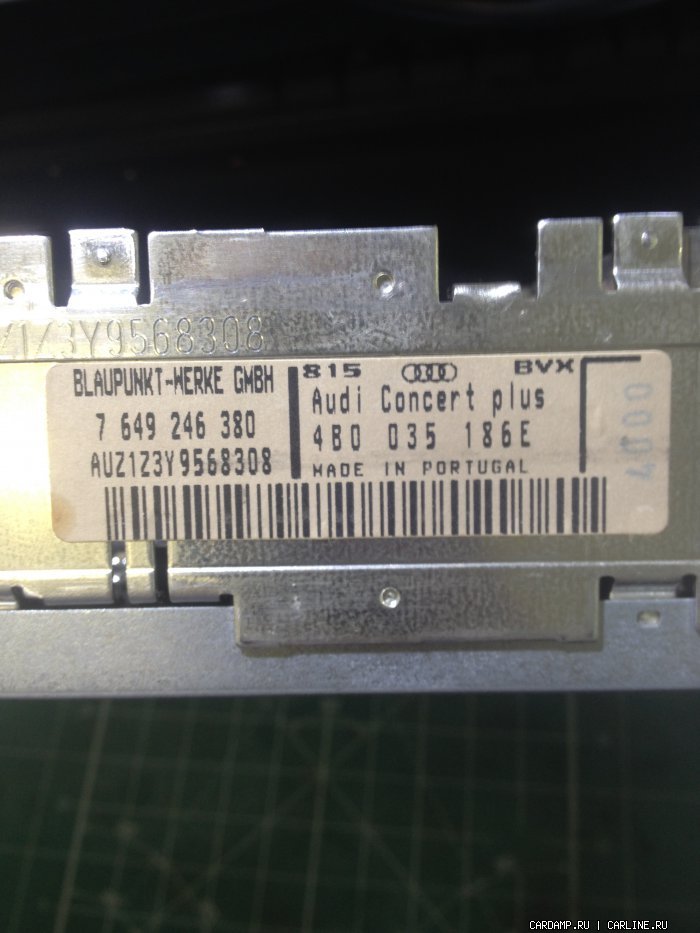 Z1Z3Y9568308
BLAUPUNKT-WERKE GMBH
7 649 246 380
AUZ1Z3Y9568308
815 BVX
Audi Concert plus
4B0 035 186E
MADE IN PORTUGAL
0007
CARDAMP.RU | CARLINE.RU